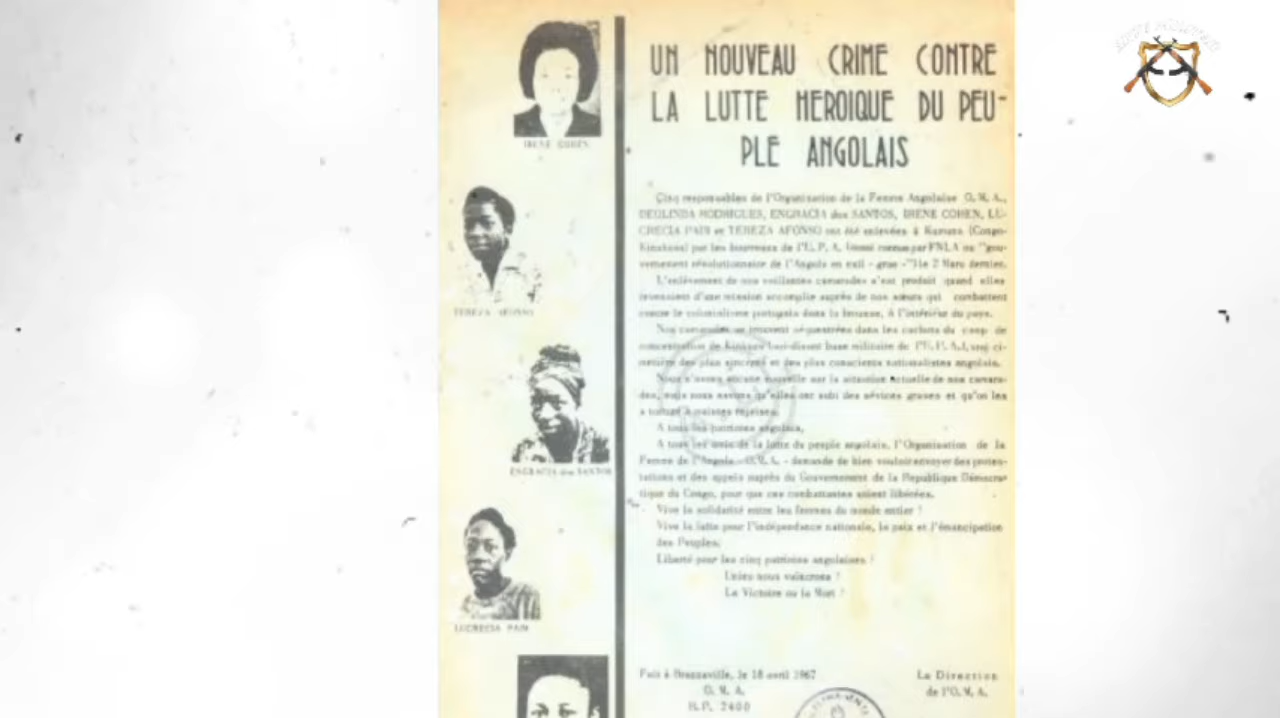 IRENE COHEN
TEREZA AFONSO
ENGRACIA dos SANTOS
LUCRECIA PAIN
UN NOUVEAU CRIME CONTRE
LA LUTTE HEROIQUE DU PEU-
PLE ANGOLAIS
Cinq responsables de l'Organisation de la Femme Angolaise O.M.A.,
DEOLINDA RODRIGUES, ENGRACIA dos SANTOS, IRENE COHEN, LU-
CRECIA PAIN et TEREZA AFONSO ont été enlevées à Kamuna (Congo-
Kinshasa) par les bourreaux de l'U.P.A. connus par FNLA ou "gou-
vernement révolutionnaire de l'Angola en exil - grae -") le 2 Mars dernier.
L'enlèvement de nos vaillantes camarades s'est produit quand elles
revenaient d'une mission accomplie auprès de nos sœurs qui combattent
contre le colonialisme portugais dans la brousse, à l'intérieur du pays.
Nos camarades se trouvent séquestrées dans les cachots du camp de
concentration de Kinkuzu (soi-disant base militaire de l'U.P.A.), vrai ci-
metière des plus sincères et des plus conscients nationalistes angolais.
Nous n'avons aucune nouvelle sur la situation actuelle de nos camara-
des, mais nous savons qu'elles ont subi des sévices graves et qu'on les
a torturé à maintes reprises.
A tous les patriotes angolais,
A tous les amis de la lutte du peuple angolais, l'Organisation de la
Femme de l'Angola - O.M.A. - demande de bien vouloir envoyer des protes-
tations et des appels auprès du Gouvernement de la République Démocra-
tique du Congo, pour que ces combattantes soient libérées.
Vive la solidarité entre les femmes du monde entier !
Vive la lutte pour l'indépendance nationale, la paix et l'émancipation
des Peuples.
Liberté pour les cinq patriotes angolaises !
Unies nous vaincrons !
La Victoire ou la Mort !
Fait à Brazzaville, le 18 avril 1967
O.M.A.
B.P. 2400
La Direction
de l'O.M.A.